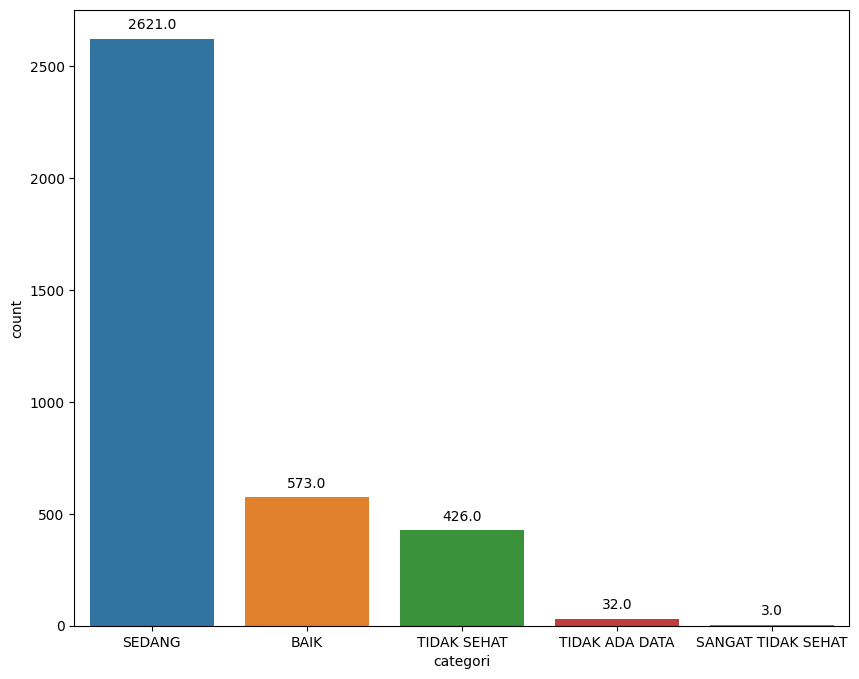 2621.0
2500
2000
1500
count
1000
573.0
500
426.0
32.0
3.0
0
SEDANG
BAIK
TIDAK SEHAT
TIDAK ADA DATA
SANGAT TIDAK SEHAT
categori